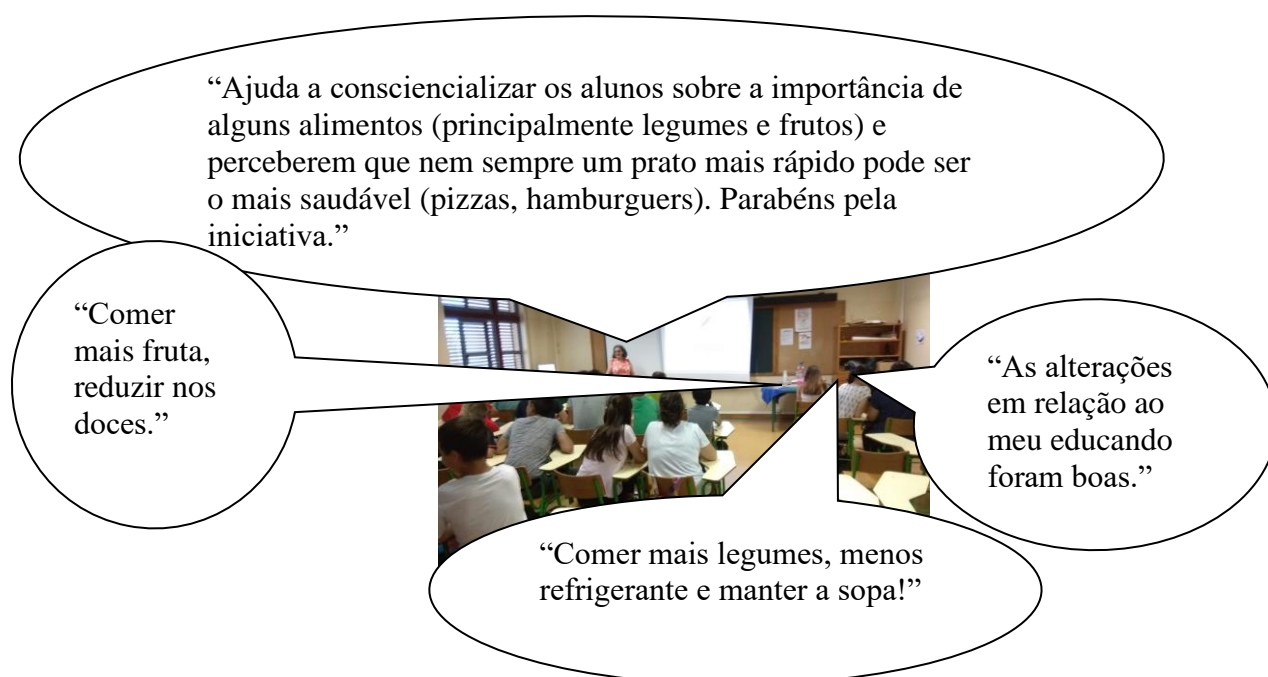 “Ajuda a consciencializar os alunos sobre a importância de
alguns alimentos (principalmente legumes e frutos) e
perceberem que nem sempre um prato mais rápido pode ser
o mais saudável (pizzas, hamburguers). Parabéns pela
iniciativa.”
“Comer
mais fruta,
reduzir nos
doces.”
“As alterações
em relação ao
meu educando
foram boas.”
“Comer mais legumes, menos
refrigerante e manter a sopa!”